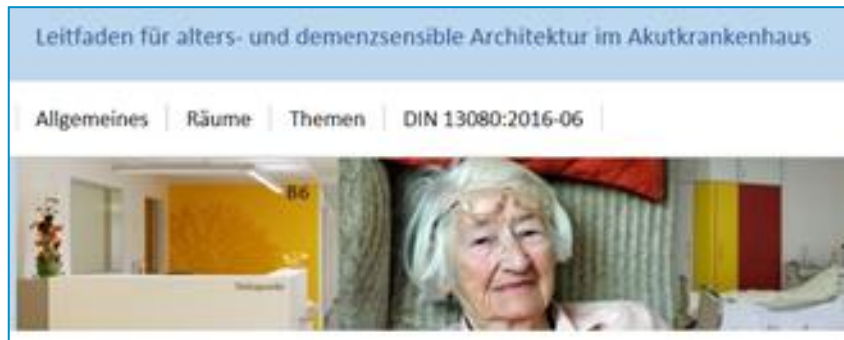 Leitfaden für alters- und demenzsensible Architektur im Akutkrankenhaus
Allgemeines Räume Themen DIN 13080:2016-06
B6